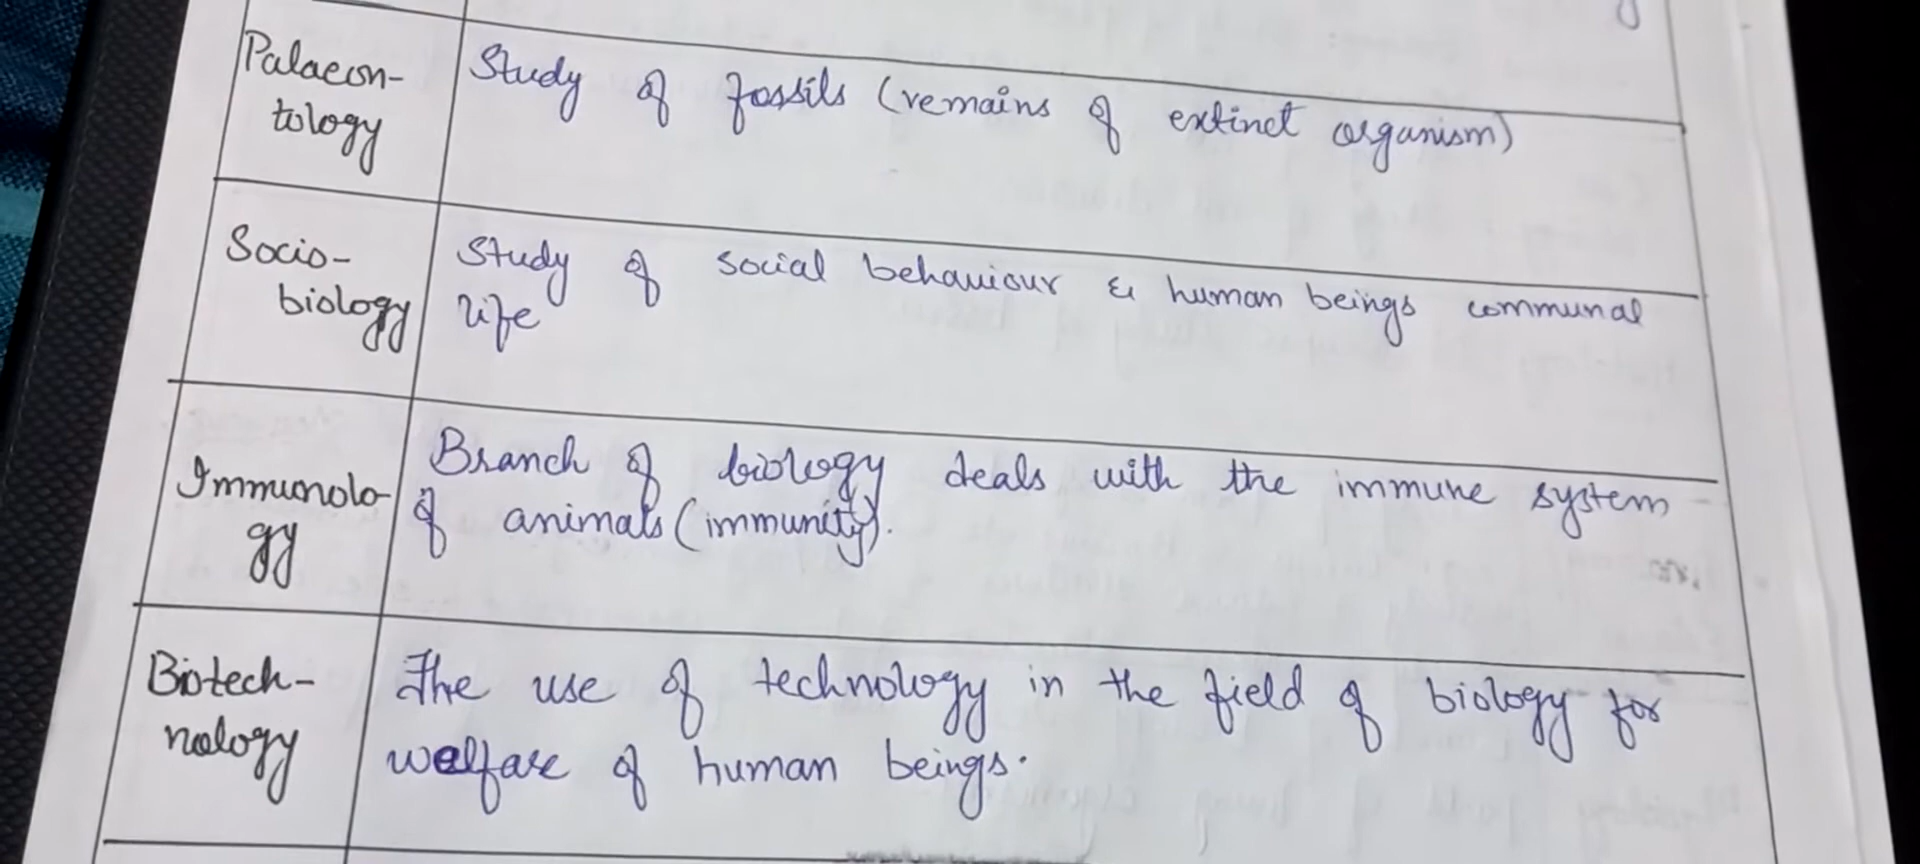 Palaeon-
tology
Study of fossils (remains of extinct organism)
Socio-
biology
Study of social behaviour & human beings communal
life
Immunolo-
gy
Branch of biology deals with the immune system
of animals (immunity).
Biotech-
nology
The use of technology in the field of biology for
welfare of human beings.